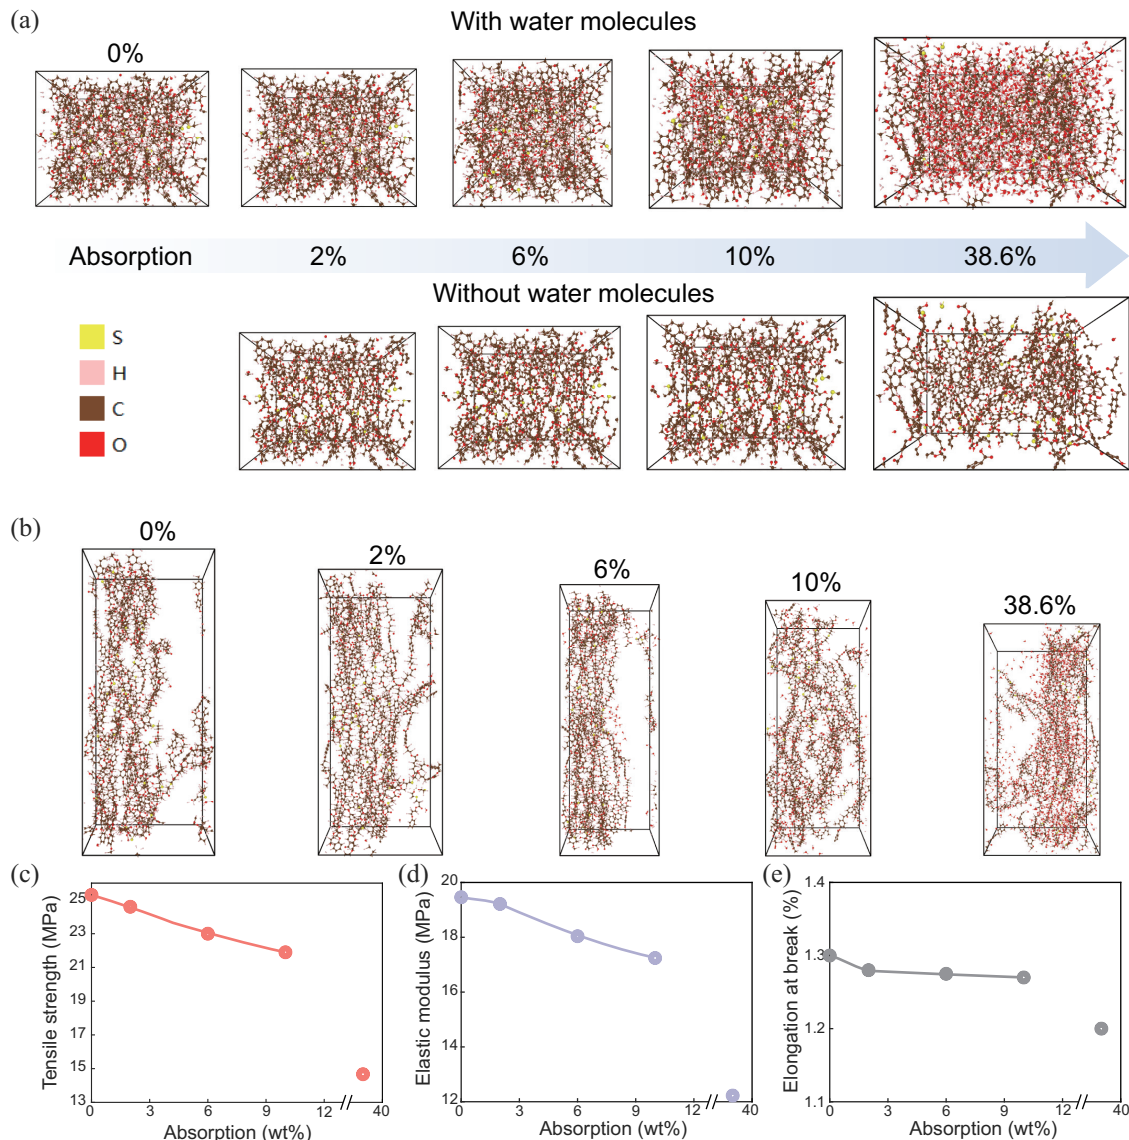 (a)
With water molecules
0%
Absorption 2% 6% 10% 38.6%
Without water molecules
S
H
C
O
(b)
0%
2%
6%
10%
38.6%
(c)
25
23
21
19
17
15
13
0 3 6 9 12 40
Tensile strength (MPa)
Absorption (wt%)
(d)
20
18
16
14
12
0 3 6 9 12 40
Elastic modulus (MPa)
Absorption (wt%)
(e)
1.4
1.3
1.2
1.1
0 3 6 9 12 40
Elongation at break (%)
Absorption (wt%)